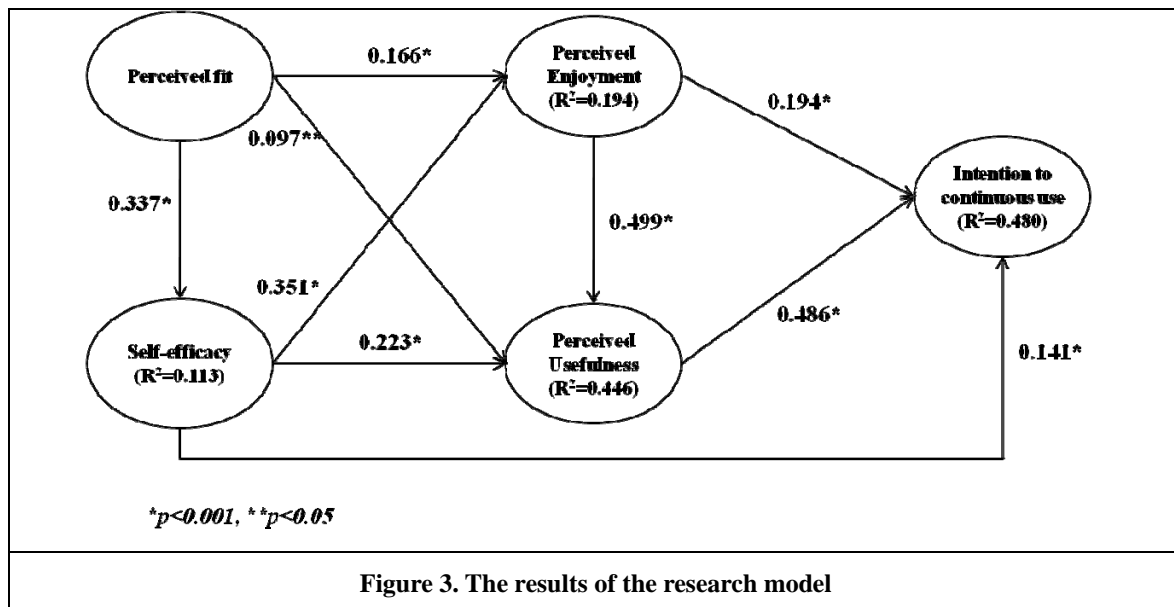 Perceived fit
0.166*
Perceived
Enjoyment
(R²=0.194)
0.194*
0.097**
Intention to
continuous use
(R²=0.480)
0.337*
0.499*
0.351*
0.486*
Self-efficacy
(R²=0.113)
0.223*
Perceived
Usefulness
(R²=0.446)
0.141*
*p<0.001, **p<0.05
Figure 3. The results of the research model